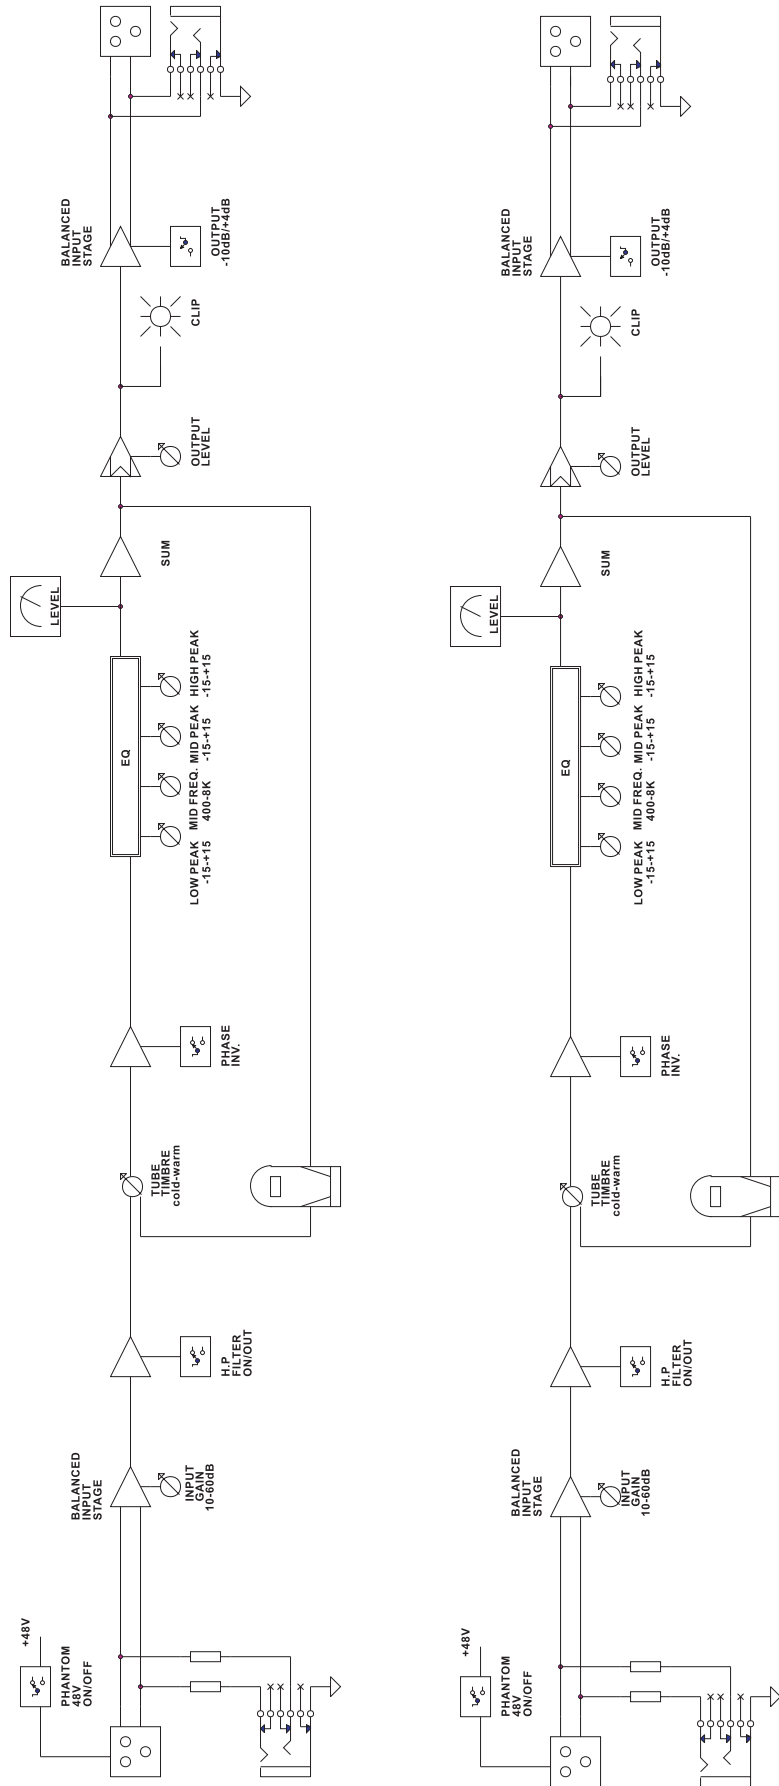 BALANCED
INPUT
STAGE
OUTPUT
-10dB/+4dB
CLIP
OUTPUT
LEVEL
SUM
LEVEL
EQ
HIGH PEAK
-15-+15
MID PEAK
-15-+15
MID FREQ.
400-8K
LOW PEAK
-15-+15
PHASE
INV.
TUBE
TIMBRE
cold-warm
H.P
FILTER
ON/OUT
BALANCED
INPUT
STAGE
INPUT
GAIN
10-60dB
+48V
PHANTOM
48V
ON/OFF
BALANCED
INPUT
STAGE
OUTPUT
-10dB/+4dB
CLIP
OUTPUT
LEVEL
SUM
LEVEL
EQ
HIGH PEAK
-15-+15
MID PEAK
-15-+15
MID FREQ.
400-8K
LOW PEAK
-15-+15
PHASE
INV.
TUBE
TIMBRE
cold-warm
H.P
FILTER
ON/OUT
BALANCED
INPUT
STAGE
INPUT
GAIN
10-60dB
+48V
PHANTOM
48V
ON/OFF